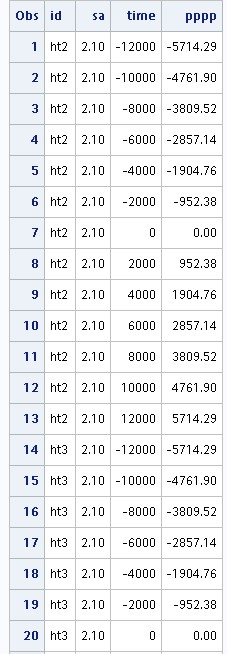 Obs id sa time pppp
1 ht2 2.10 -12000 -5714.29
2 ht2 2.10 -10000 -4761.90
3 ht2 2.10 -8000 -3809.52
4 ht2 2.10 -6000 -2857.14
5 ht2 2.10 -4000 -1904.76
6 ht2 2.10 -2000 -952.38
7 ht2 2.10 0 0.00
8 ht2 2.10 2000 952.38
9 ht2 2.10 4000 1904.76
10 ht2 2.10 6000 2857.14
11 ht2 2.10 8000 3809.52
12 ht2 2.10 10000 4761.90
13 ht2 2.10 12000 5714.29
14 ht3 2.10 -12000 -5714.29
15 ht3 2.10 -10000 -4761.90
16 ht3 2.10 -8000 -3809.52
17 ht3 2.10 -6000 -2857.14
18 ht3 2.10 -4000 -1904.76
19 ht3 2.10 -2000 -952.38
20 ht3 2.10 0 0.00